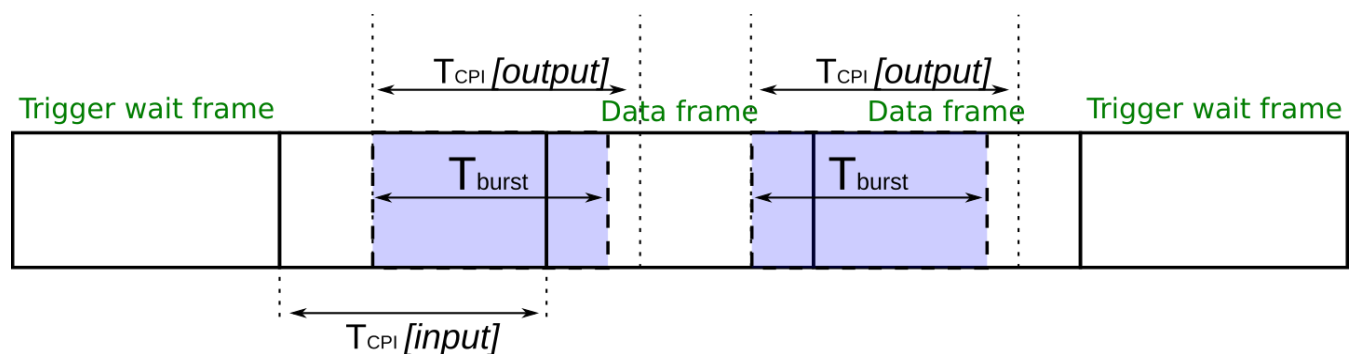 TCPI [output]
TCPI [output]
Trigger wait frame
Data frame
Data frame
Trigger wait frame
Tburst
Tburst
TCPI [input]